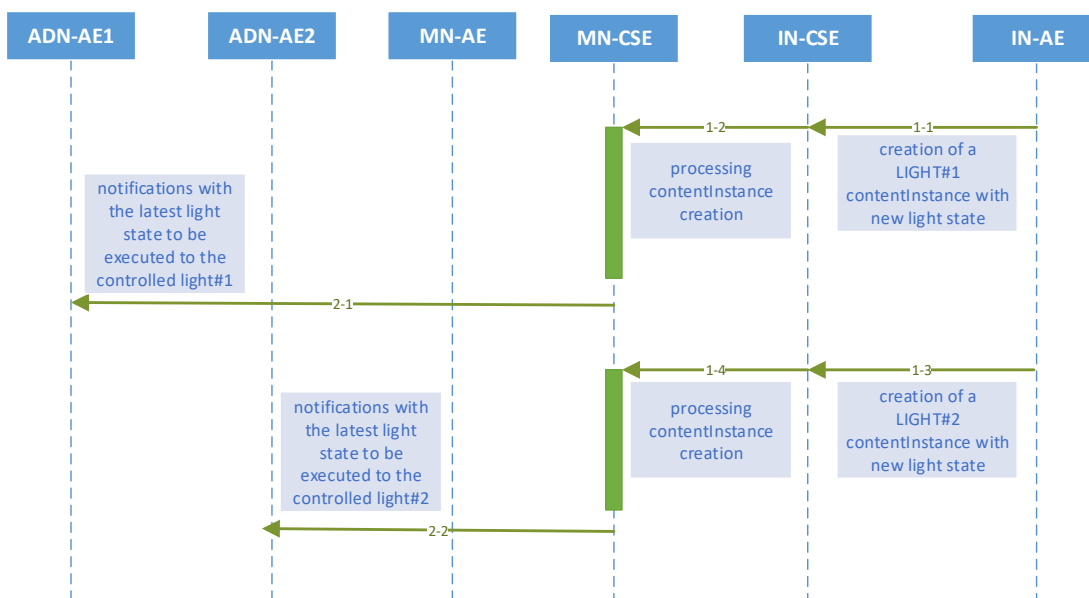 ADN-AE1
ADN-AE2
MN-AE
MN-CSE
IN-CSE
IN-AE
1-2
1-1
processing
contentInstance
creation
creation of a
LIGHT#1
contentInstance with
new light state
notifications with
the latest light
state to be
executed to the
controlled light#1
2-1
1-4
1-3
processing
contentInstance
creation
creation of a
LIGHT#2
contentInstance with
new light state
notifications with
the latest light
state to be
executed to the
controlled light#2
2-2